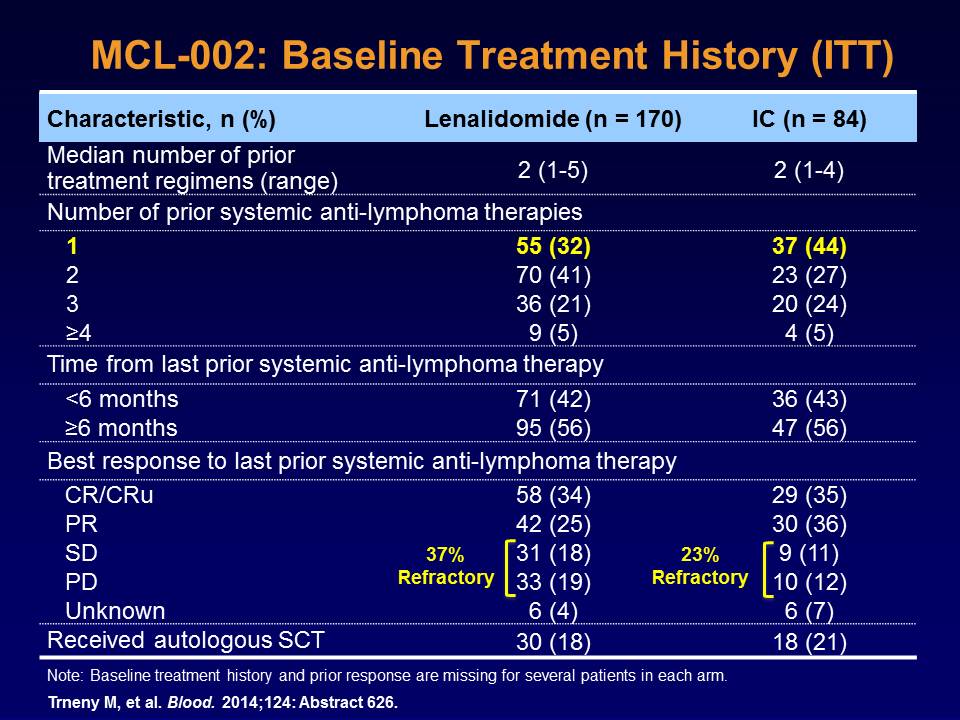 MCL-002: Baseline Treatment History (ITT)
Characteristic, n (%) Lenalidomide (n = 170) IC (n = 84)
Median number of prior
treatment regimens (range) 2 (1-5) 2 (1-4)
Number of prior systemic anti-lymphoma therapies
1 55 (32) 37 (44)
2 70 (41) 23 (27)
3 36 (21) 20 (24)
≥4 9 (5) 4 (5)
Time from last prior systemic anti-lymphoma therapy
<6 months 71 (42) 36 (43)
≥6 months 95 (56) 47 (56)
Best response to last prior systemic anti-lymphoma therapy
CR/CRu 58 (34) 29 (35)
PR 42 (25) 30 (36)
SD 37% 31 (18) 23% 9 (11)
PD Refractory 33 (19) Refractory 10 (12)
Unknown 6 (4) 6 (7)
Received autologous SCT 30 (18) 18 (21)
Note: Baseline treatment history and prior response are missing for several patients in each arm.
Trneny M, et al. Blood. 2014;124: Abstract 626.